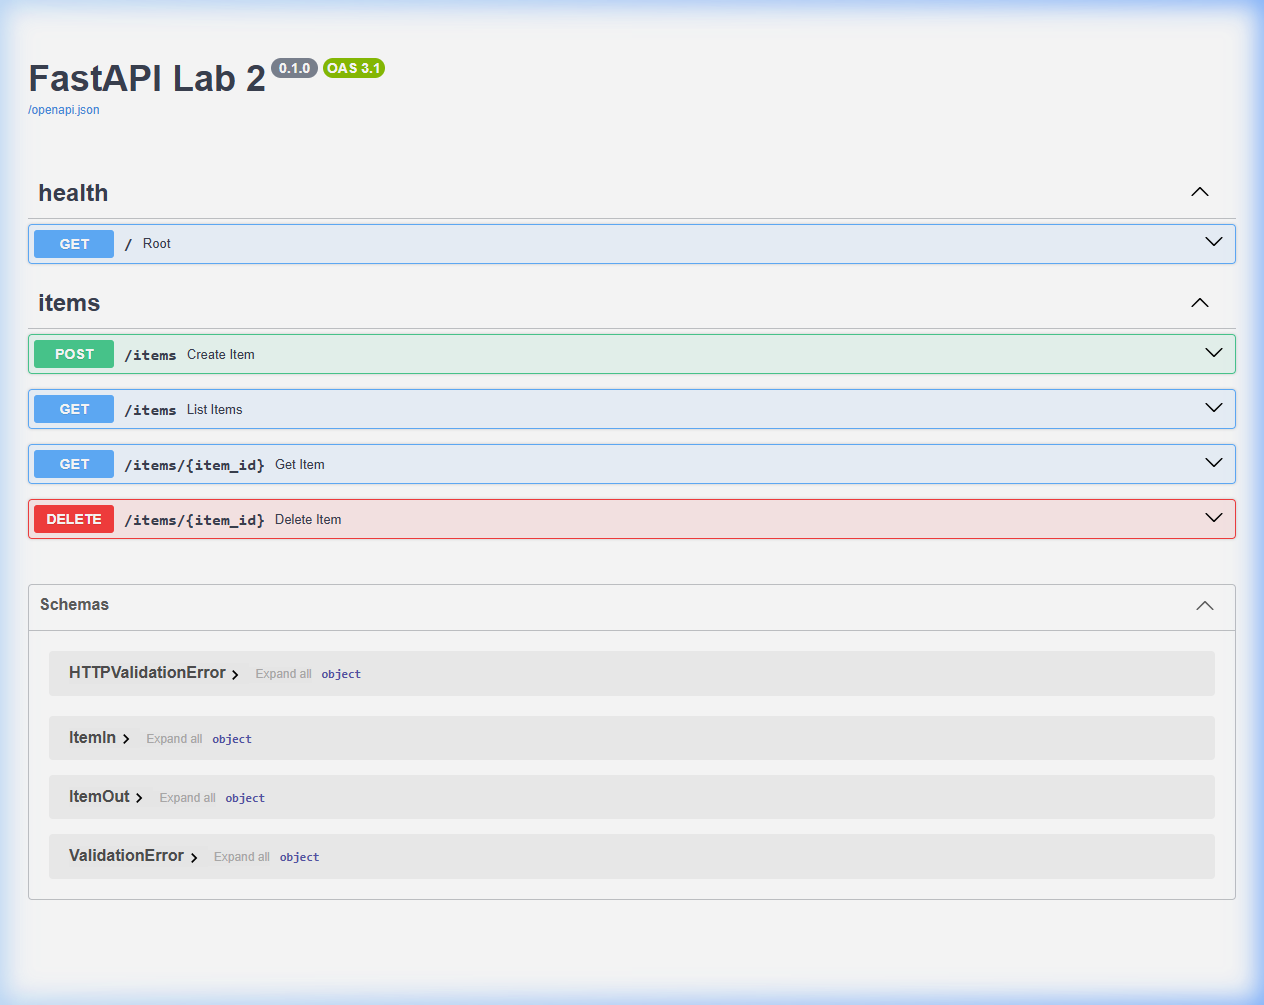 FastAPI Lab 2 0.1.0 OAS 3.1
/openapi.json
health
GET / Root
items
POST /items Create Item
GET /items List Items
GET /items/{item_id} Get Item
DELETE /items/{item_id} Delete Item
Schemas
HTTPValidationError Expand all object
ItemIn Expand all object
ItemOut Expand all object
ValidationError Expand all object